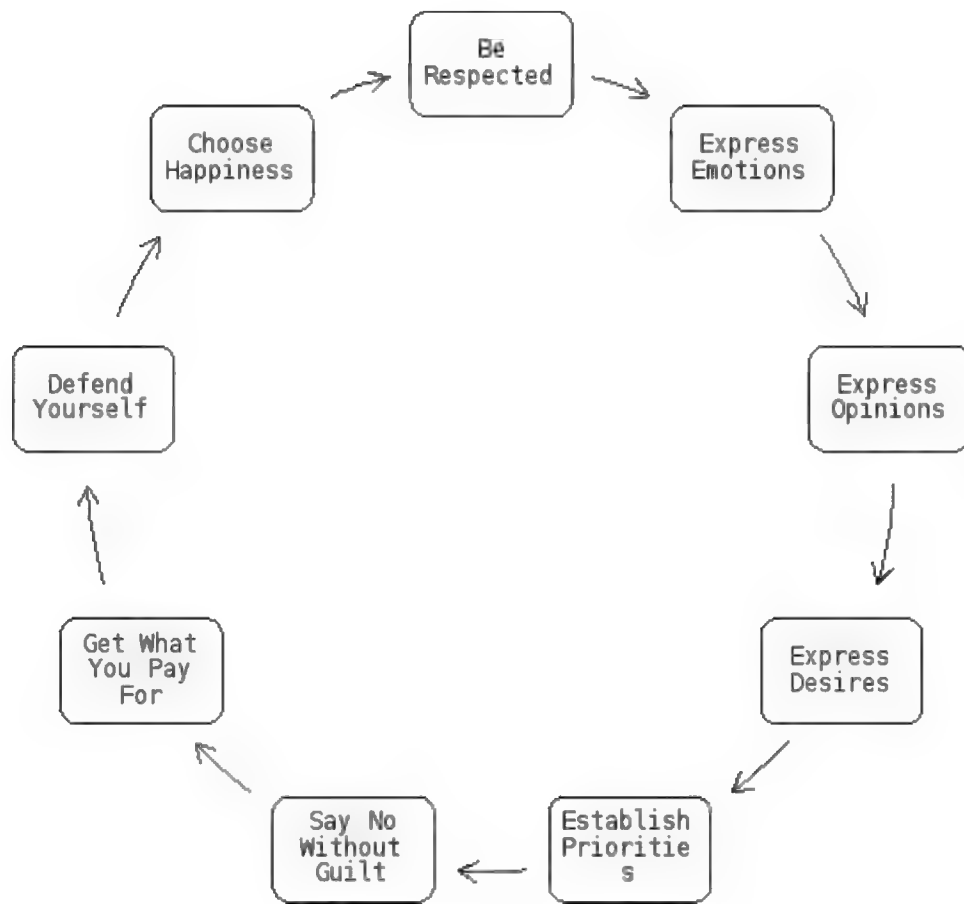 Be
Respected
Express
Emotions
Express
Opinions
Express
Desires
Establish
Prioritie
s
Say No
Without
Guilt
Get What
You Pay
For
Defend
Yourself
Choose
Happiness